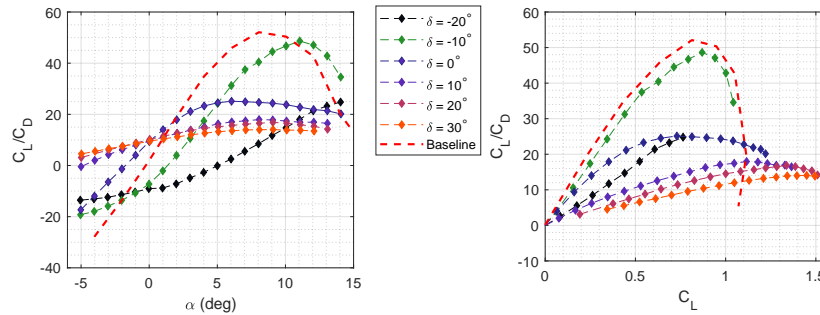 60
40
20
0
-20
-40
-5
0
5
10
15
α (deg)
C_L/C_D
δ = -20°
δ = -10°
δ = 0°
δ = 10°
δ = 20°
δ = 30°
Baseline
60
50
40
30
20
10
0
0
0.5
1
1.5
C_L
C_L/C_D